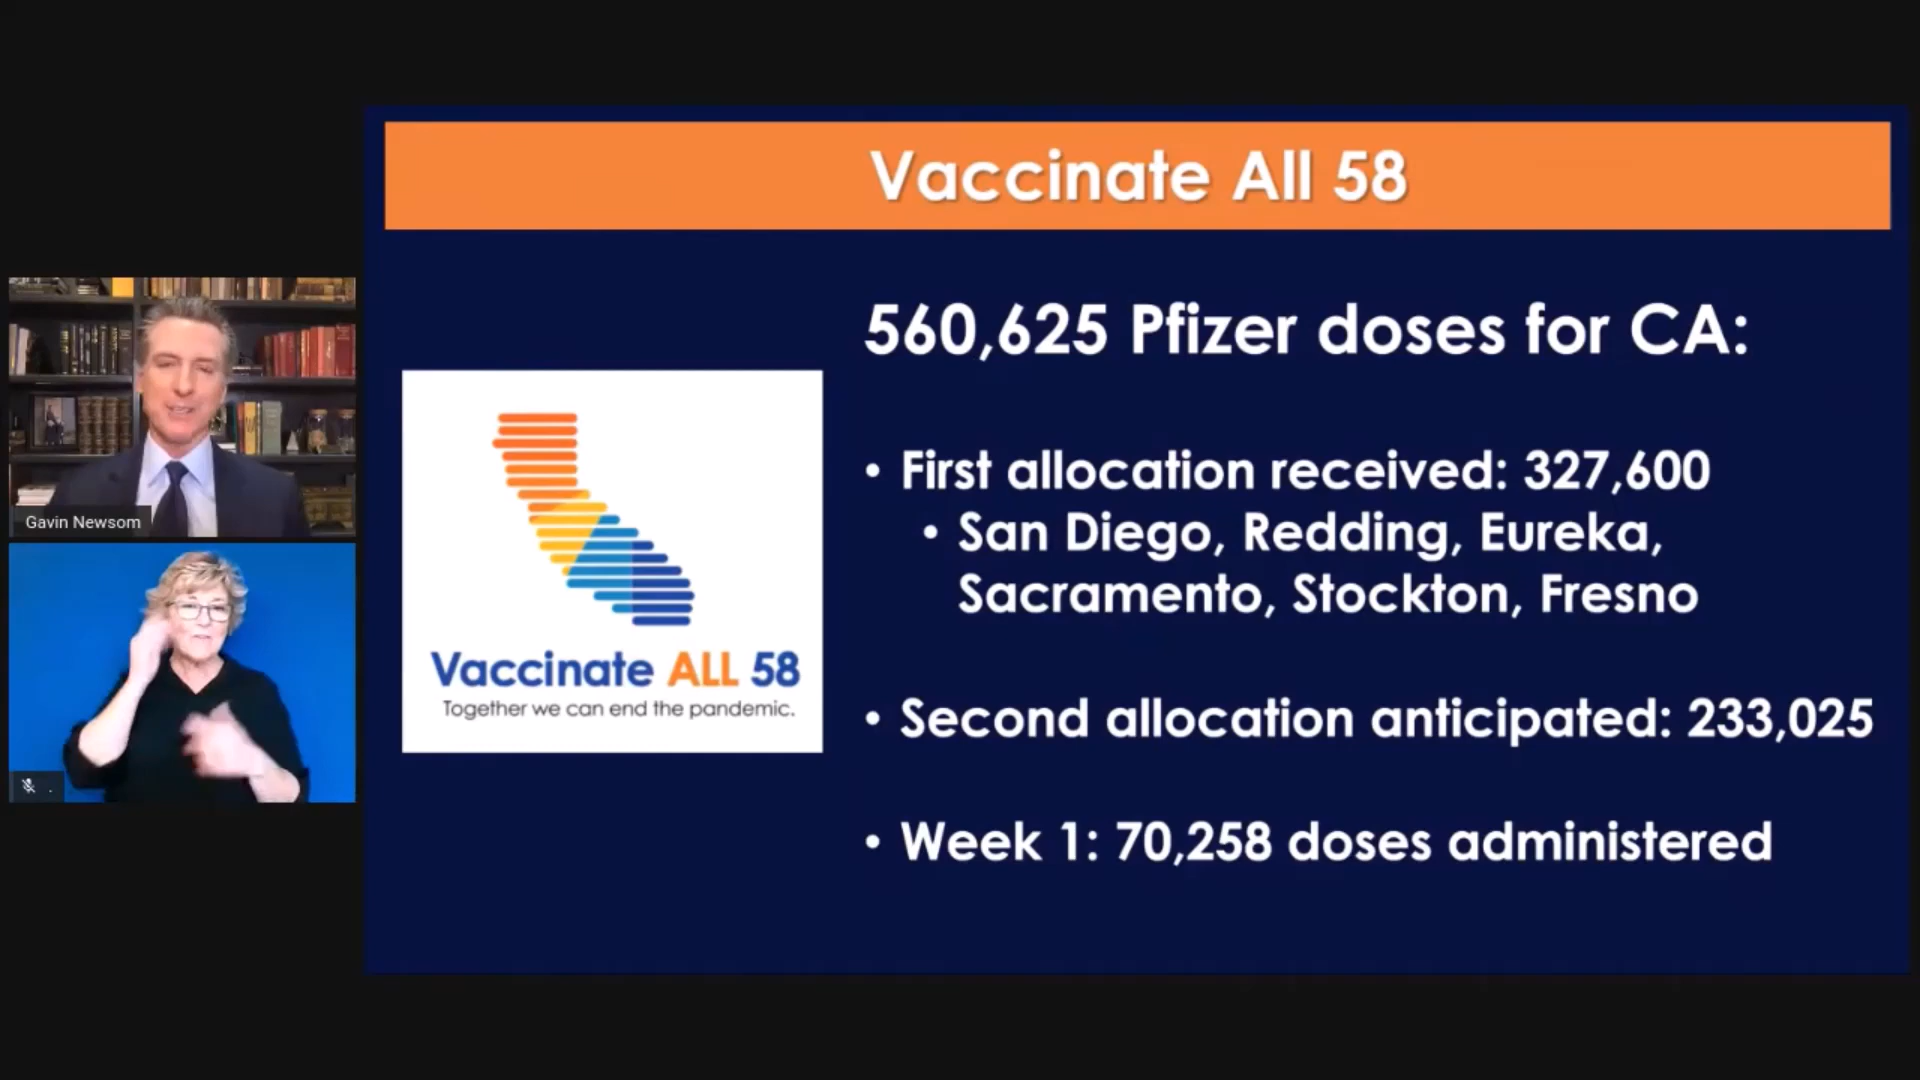 Vaccinate All 58
560,625 Pfizer doses for CA:
• First allocation received: 327,600
• San Diego, Redding, Eureka,
Sacramento, Stockton, Fresno
• Second allocation anticipated: 233,025
• Week 1: 70,258 doses administered
Vaccinate ALL 58
Together we can end the pandemic.
Gavin Newsom
.